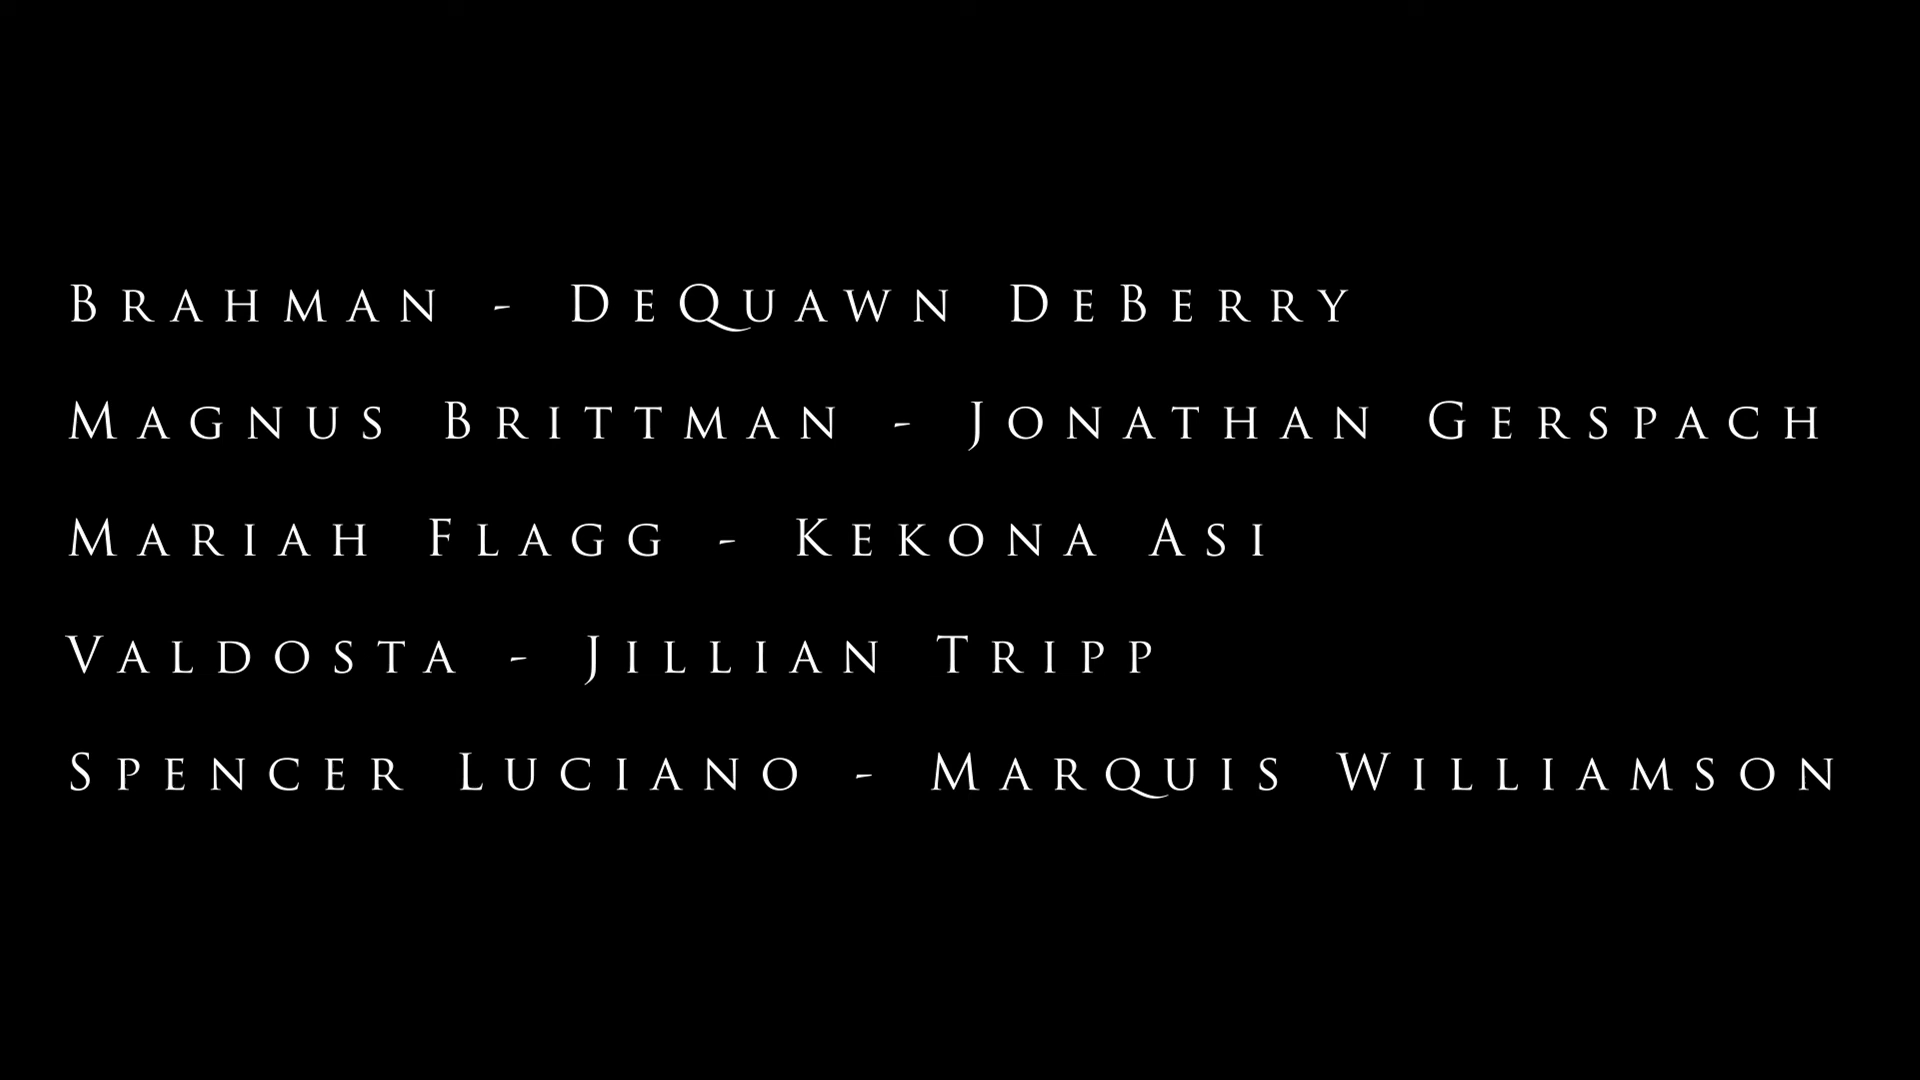 Brahman - DeQuawn DeBerry
Magnus Brittman - Jonathan Gerspach
Mariah Flagg - Kekona Asi
Valdosta - Jillian Tripp
Spencer Luciano - Marquis Williamson